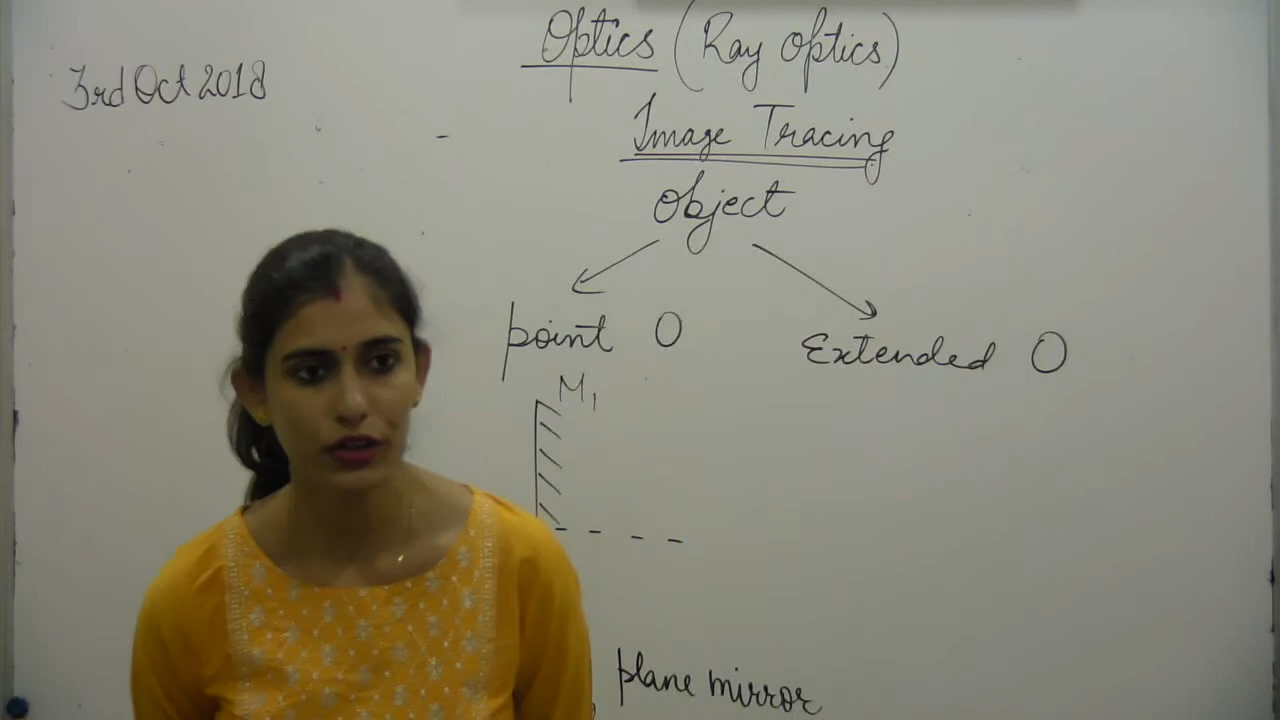 3rd Oct 2018
Optics (Ray Optics)
Image Tracing
Object
point O
Extended O
M1
plane mirror